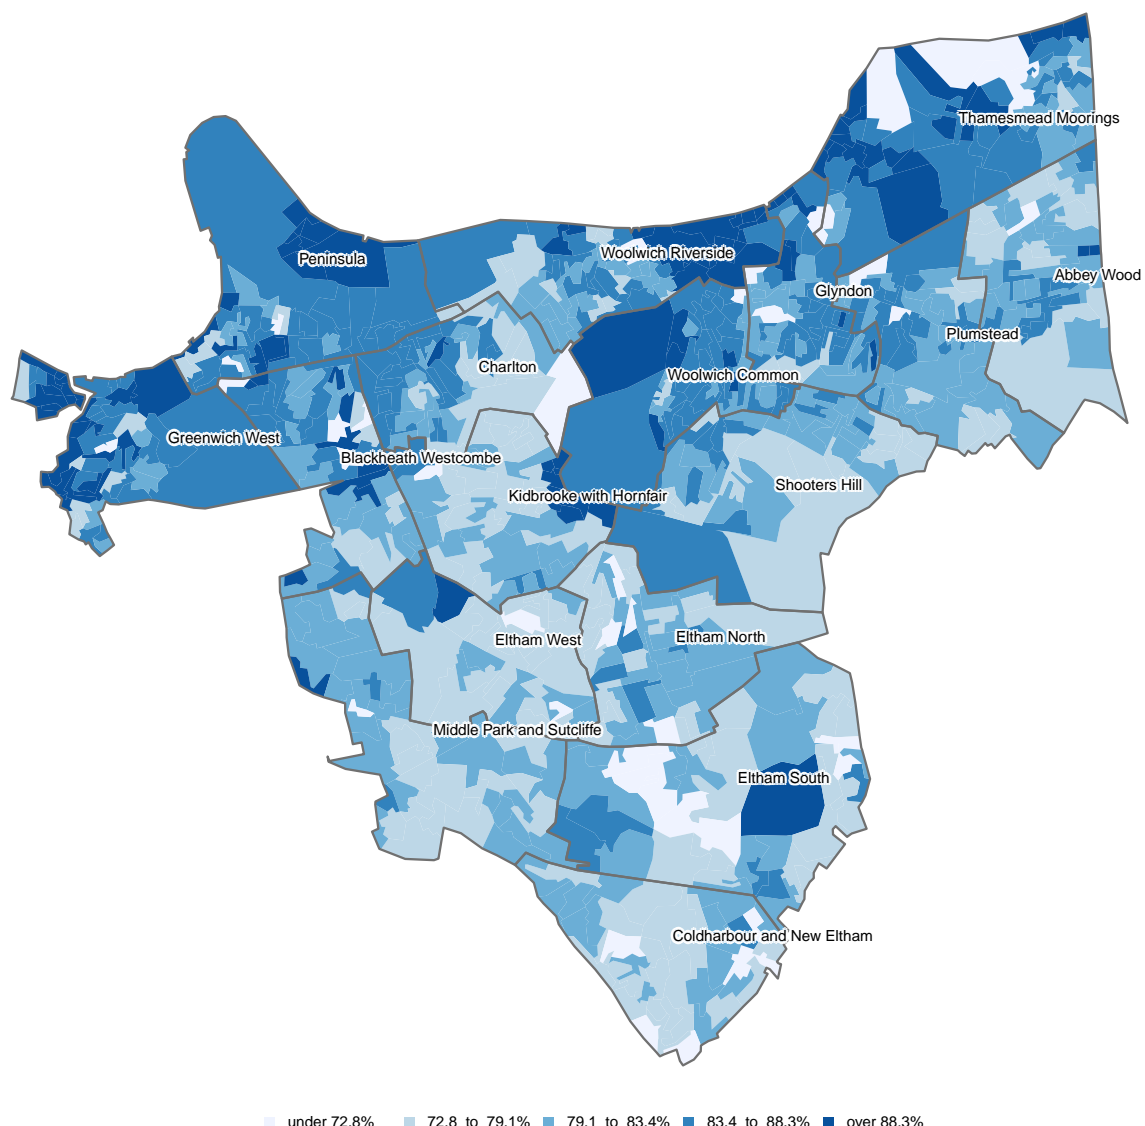 Thamesmead Moorings
Peninsula
Woolwich Riverside
Abbey Wood
Glyndon
Plumstead
Charlton
Woolwich Common
Greenwich West
Blackheath Westcombe
Shooters Hill
Kidbrooke with Hornfair
Eltham West
Eltham North
Middle Park and Sutcliffe
Eltham South
Coldharbour and New Eltham
under 72.8% 72.8 to 79.1% 79.1 to 83.4% 83.4 to 88.3% over 88.3%